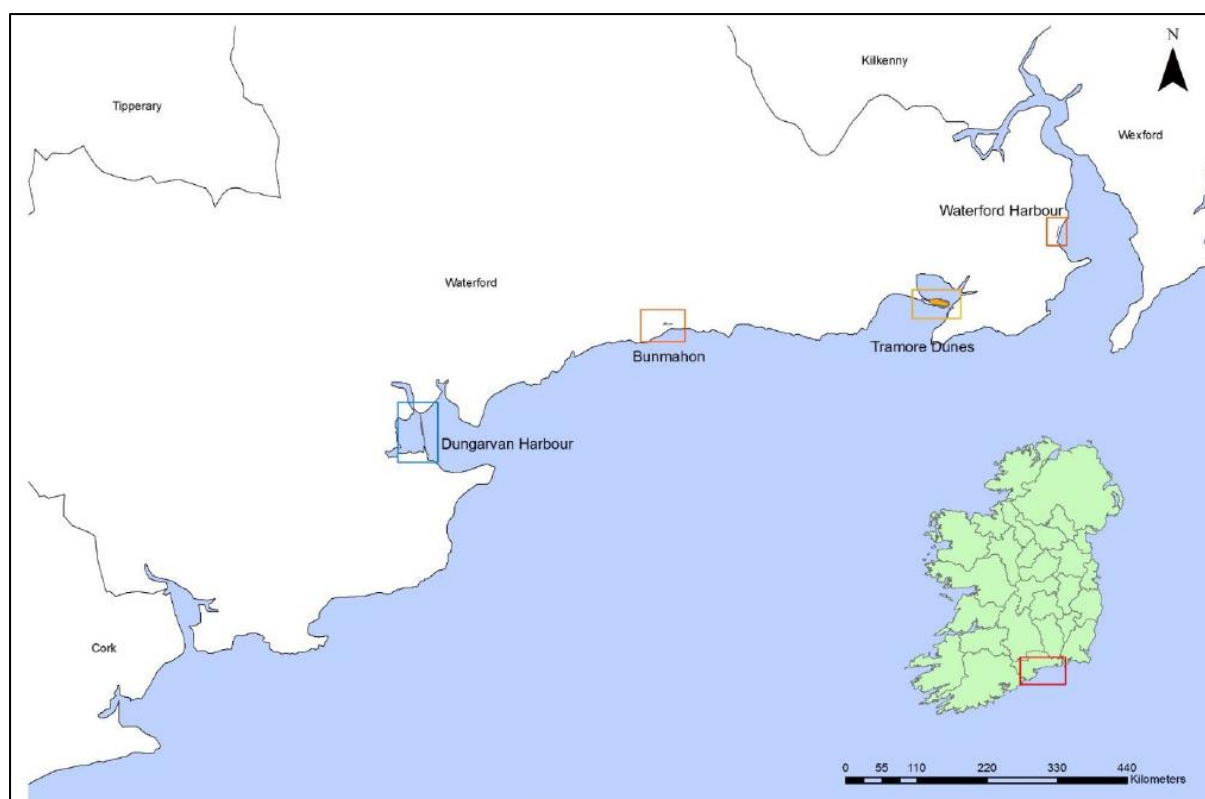 N
Kilkenny
Tipperary
Wexford
Waterford Harbour
Waterford
Tramore Dunes
Bunmahon
Dungarvan Harbour
Cork
0 55 110 220 330 440
Kilometers